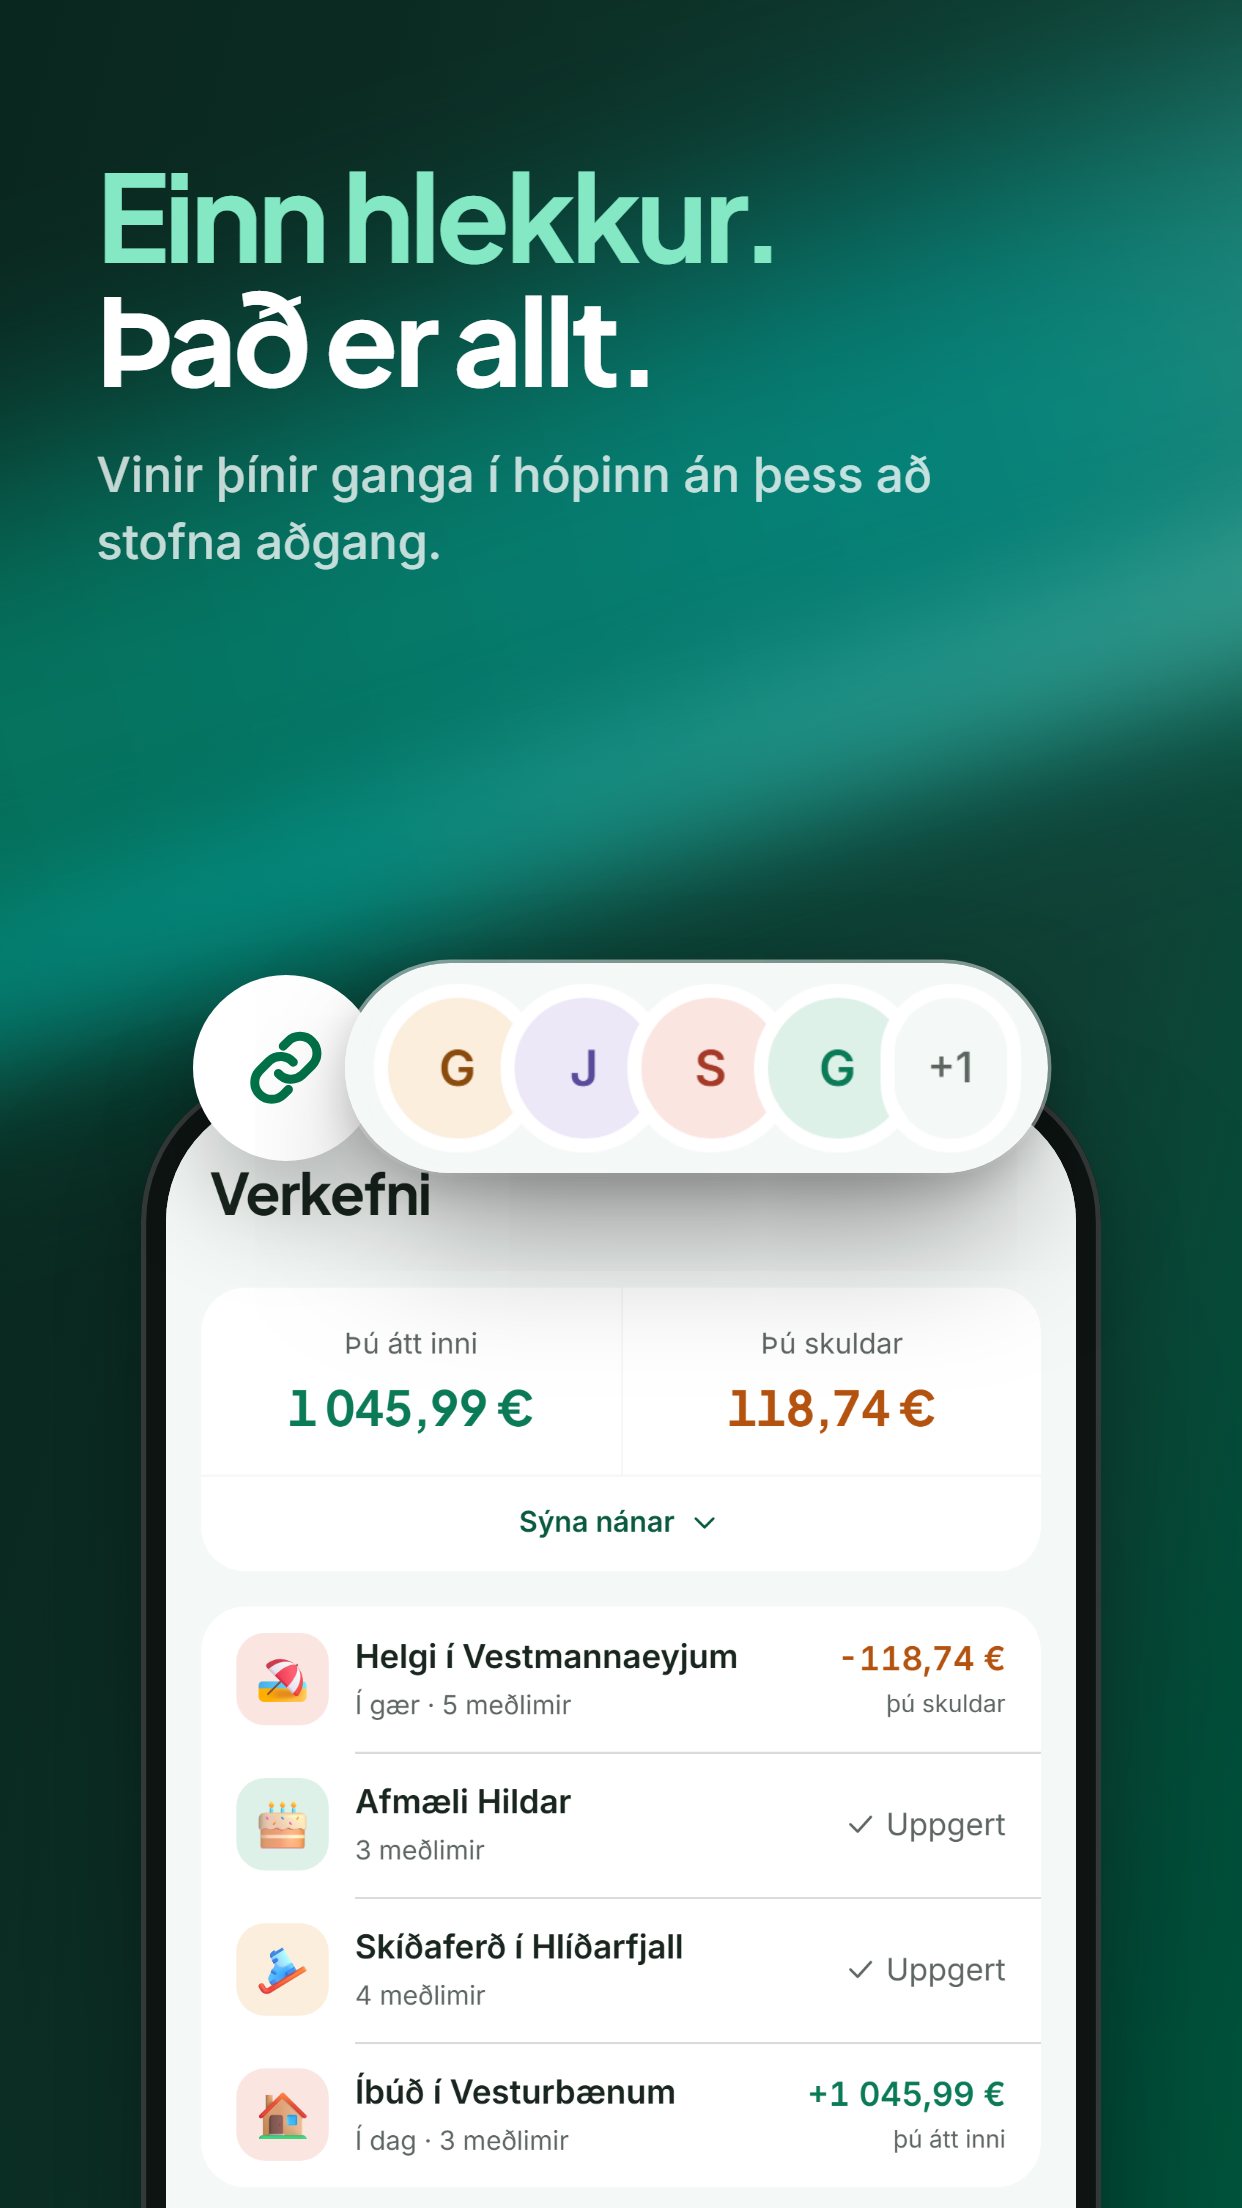 Einn hlekkur.
Það er allt.
Vinir þínir ganga í hópinn án þess að
stofna aðgang.
G J S G +1
Verkefni
Þú átt inni
1 045,99 €
Þú skuldar
118,74 €
Sýna nánar
Helgi í Vestmannaeyjum
-118,74 €
Í gær · 5 meðlimir
þú skuldar
Afmæli Hildar
3 meðlimir
Uppgert
Skíðaferð í Hlíðarfjall
4 meðlimir
Uppgert
Íbúð í Vesturbænum
+1 045,99 €
Í dag · 3 meðlimir
þú átt inni